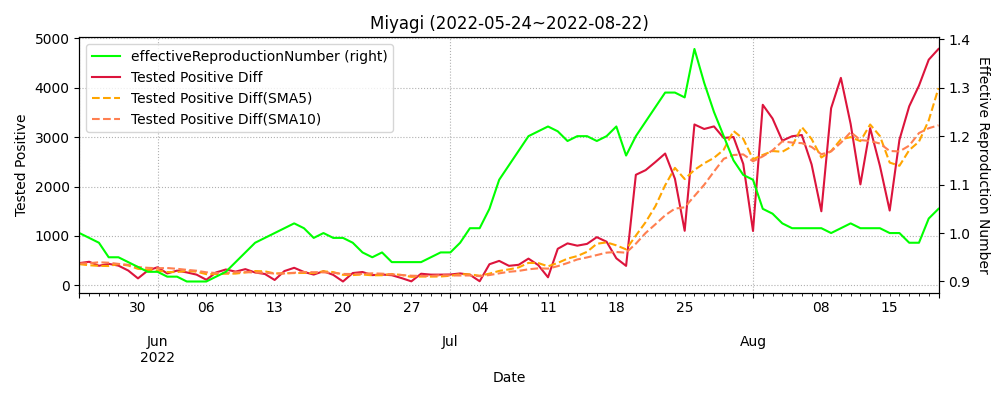 Miyagi (2022-05-24~2022-08-22)
effectiveReproductionNumber (right)
Tested Positive Diff
Tested Positive Diff(SMA5)
Tested Positive Diff(SMA10)
Tested Positive
5000
4000
3000
2000
1000
0
Effective Reproduction Number
1.4
1.3
1.2
1.1
1.0
0.9
30 06 13 20 27 04 11 18 25 08 15
Jun Jul Aug
2022
Date